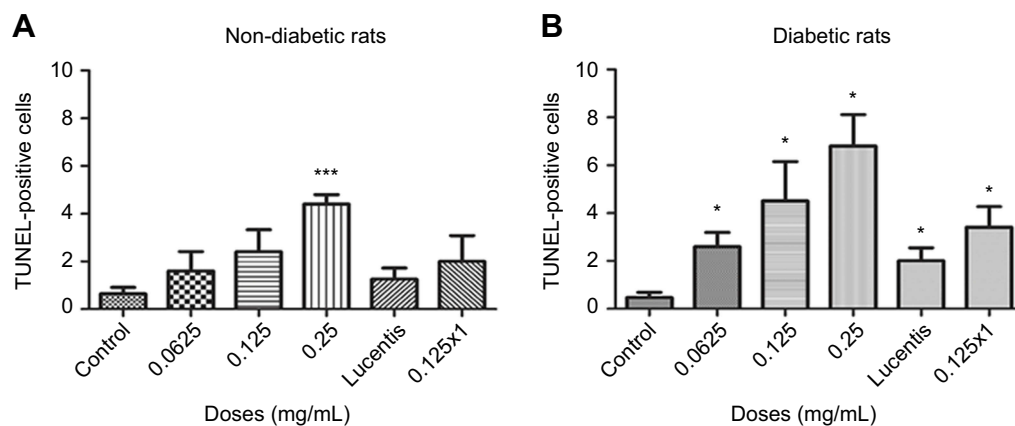 A
Non-diabetic rats
TUNEL-positive cells
10
8
6
4
2
0
***
Control
0.0625
0.125
0.25
Lucentis
0.125x1
Doses (mg/mL)
B
Diabetic rats
TUNEL-positive cells
10
8
6
4
2
0
*
*
*
*
*
Control
0.0625
0.125
0.25
Lucentis
0.125x1
Doses (mg/mL)